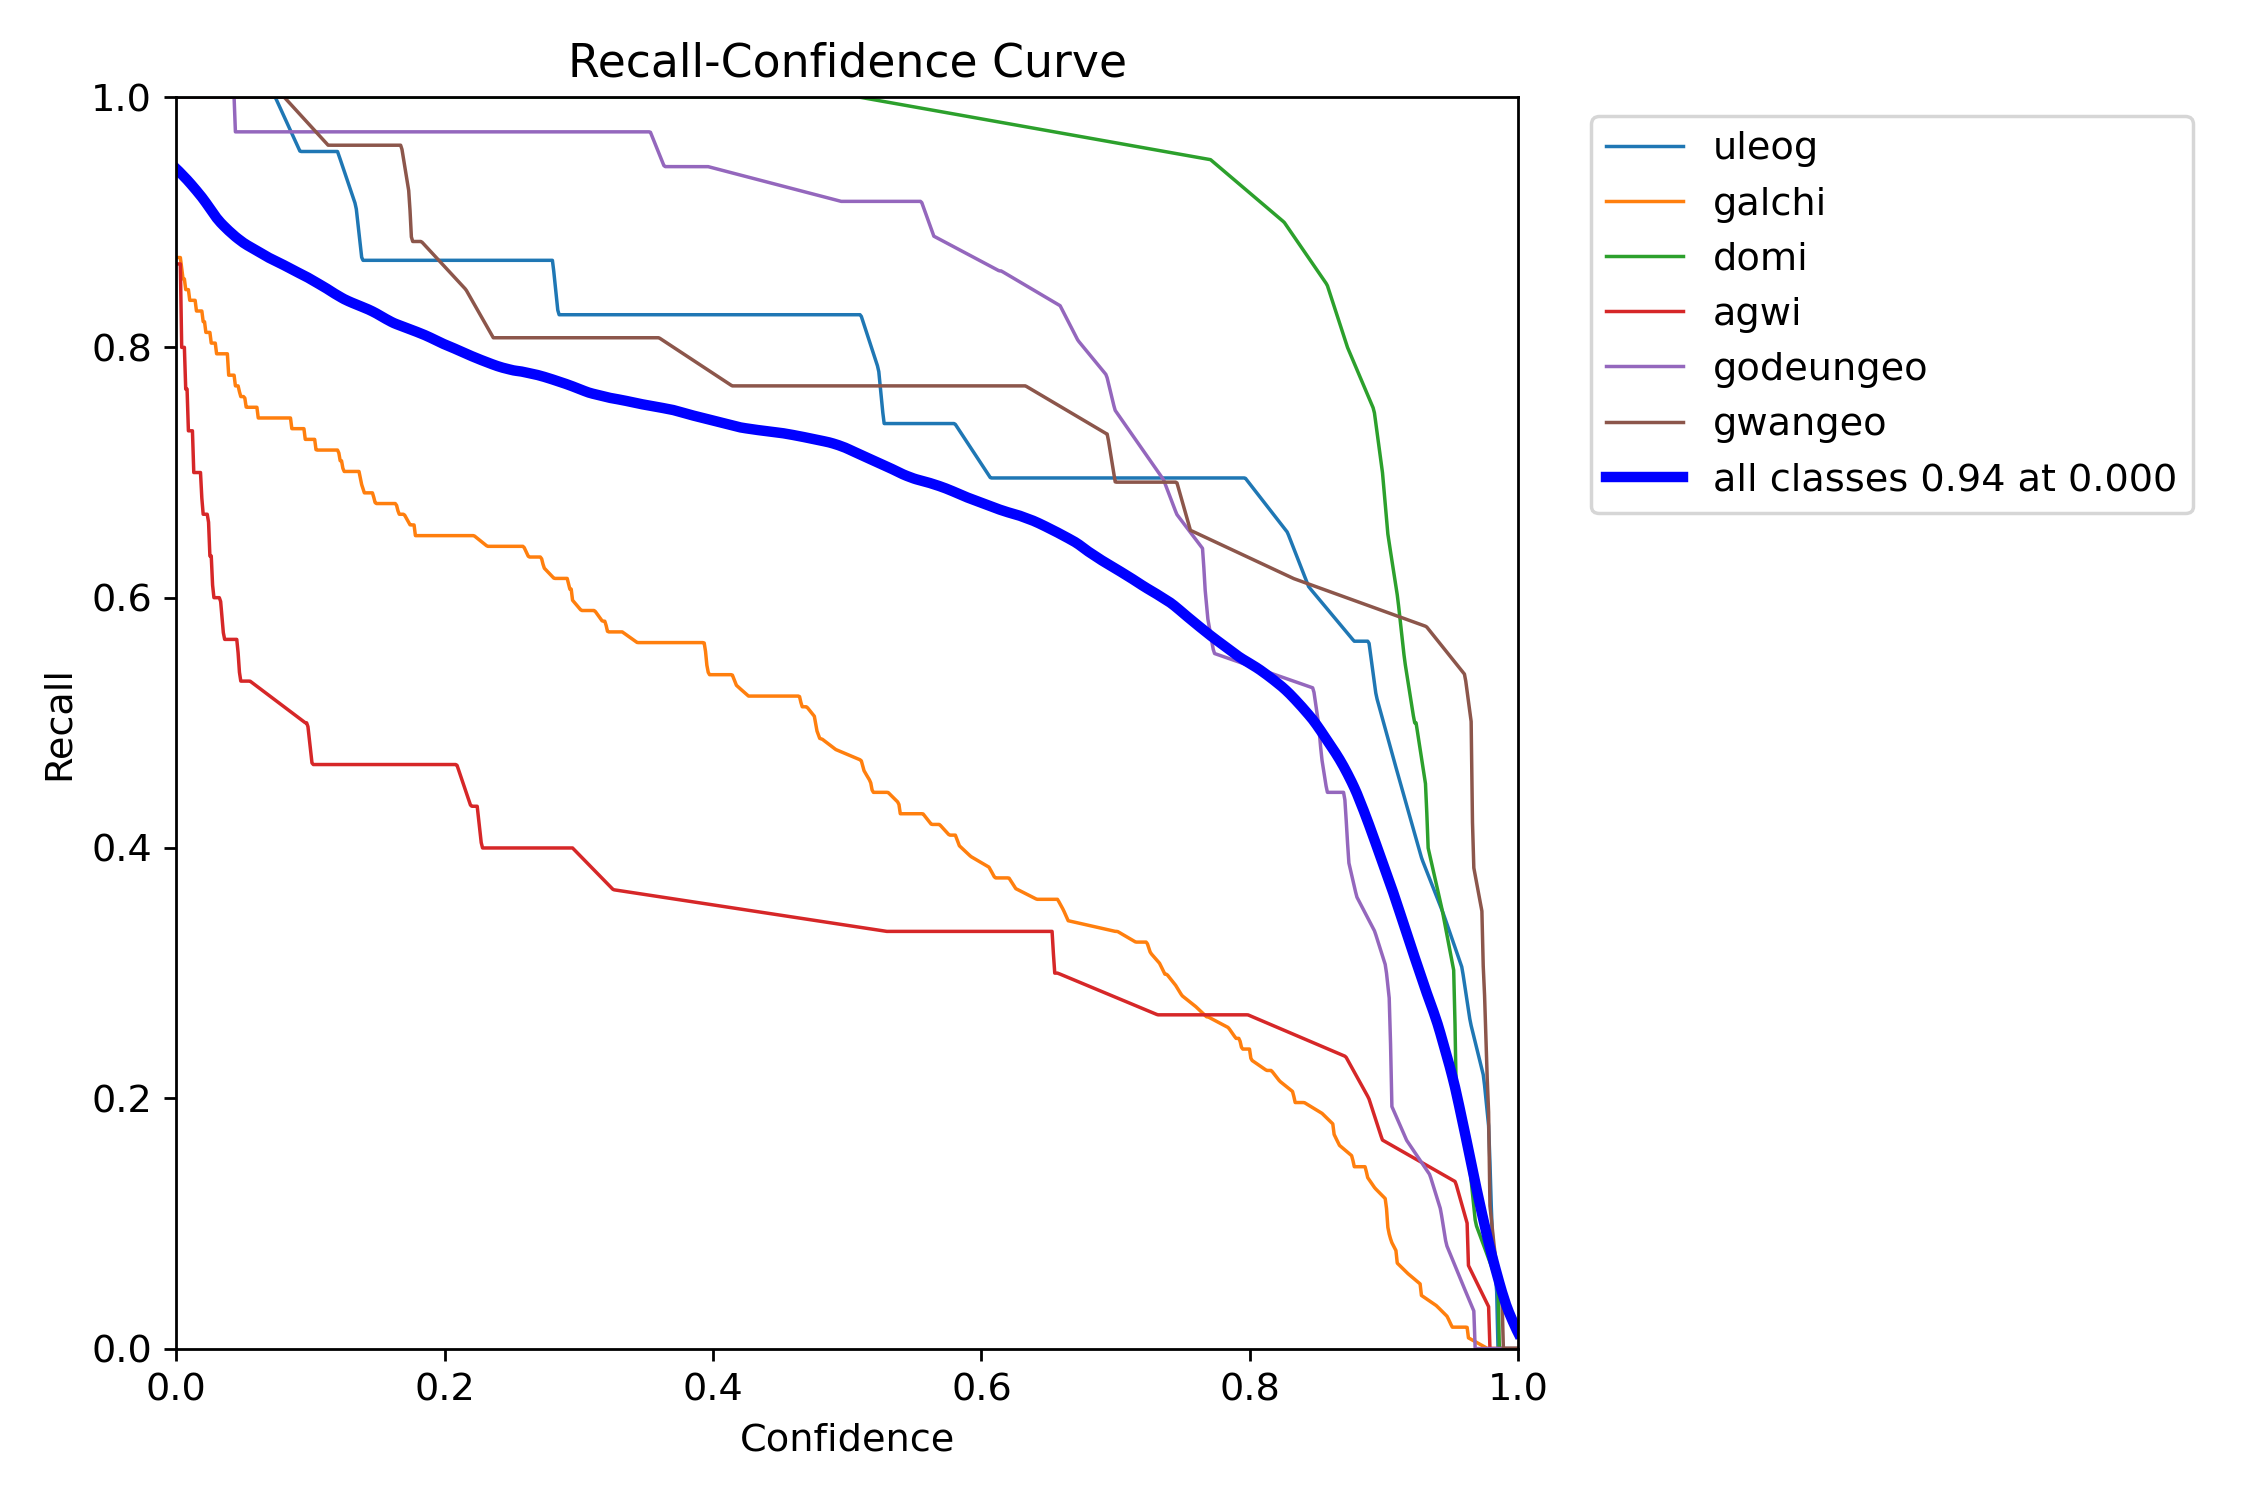 Recall-Confidence Curve
1.0
0.8
0.6
0.4
0.2
0.0
Recall
0.0 0.2 0.4 0.6 0.8 1.0
Confidence
uleog
galchi
domi
agwi
godeungeo
gwangeo
all classes 0.94 at 0.000